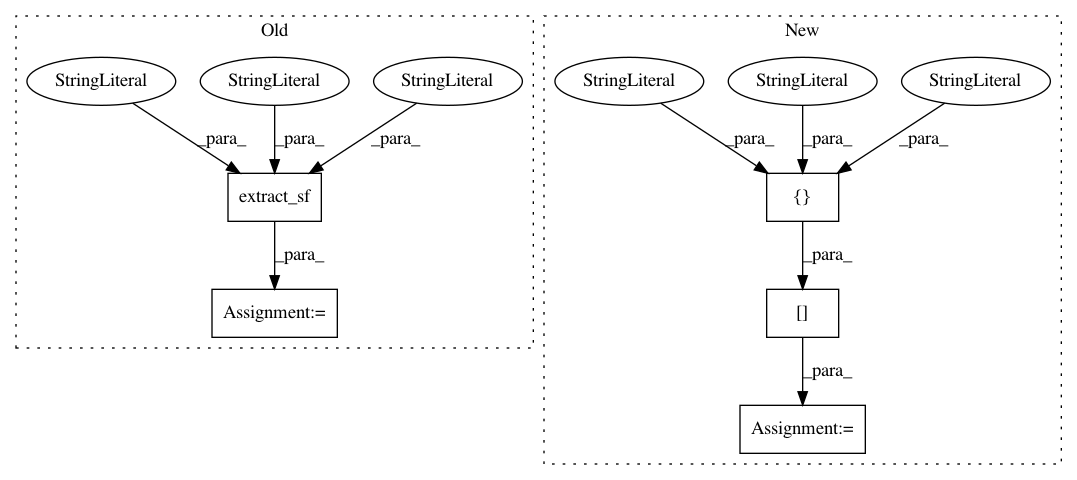 Old
New
StringLiteral
StringLiteral
StringLiteral
StringLiteral
StringLiteral
StringLiteral
_para_
_para_
_para_
_para_
_para_
_para_
extract_sf
{}
_para_
_para_
Assignment:=
[]
_para_
Assignment:=